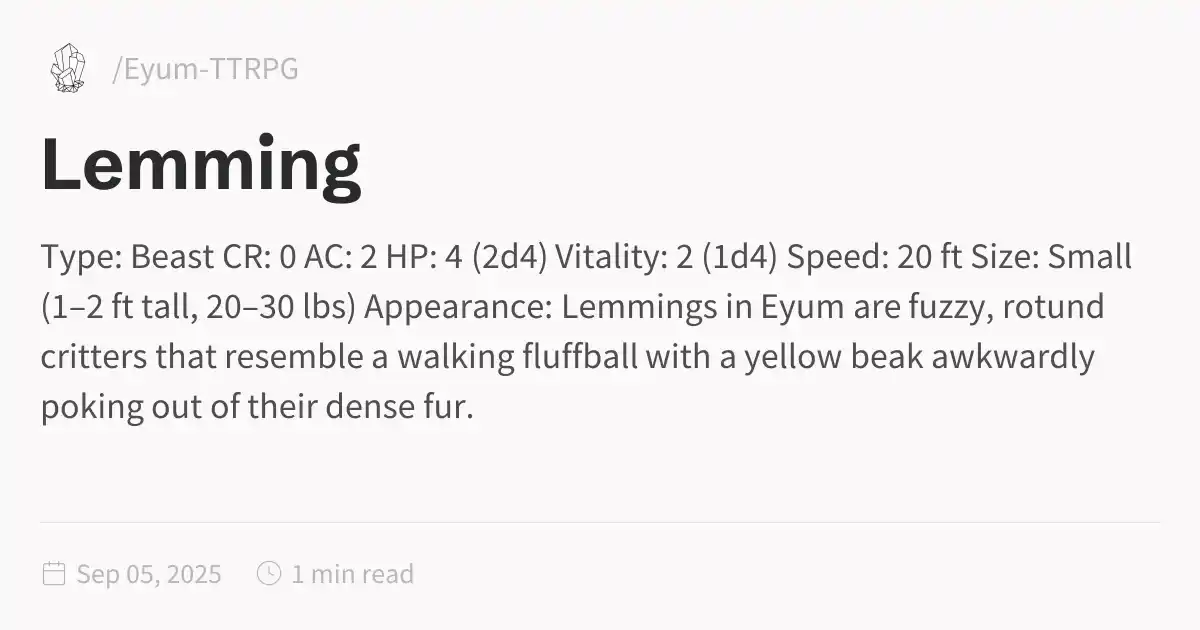 /Eyum-TTRPG
Lemming
Type: Beast CR: 0 AC: 2 HP: 4 (2d4) Vitality: 2 (1d4) Speed: 20 ft Size: Small
(1–2 ft tall, 20–30 lbs) Appearance: Lemmings in Eyum are fuzzy, rotund
critters that resemble a walking fluffball with a yellow beak awkwardly
poking out of their dense fur.
Sep 05, 2025 1 min read